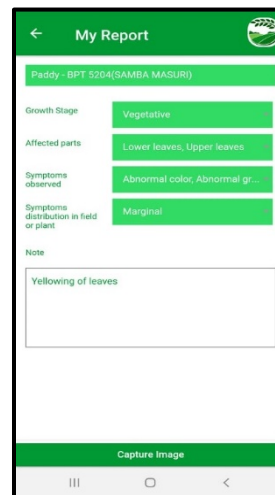 My Report
Paddy - BPT 5204(SAMBA MASURI)
Growth Stage
Vegetative
Affected parts
Lower leaves, Upper leaves
Symptoms
observed
Abnormal color, Abnormal gr...
Symptoms
distribution in field
or plant
Marginal
Note
Yellowing of leaves
Capture Image